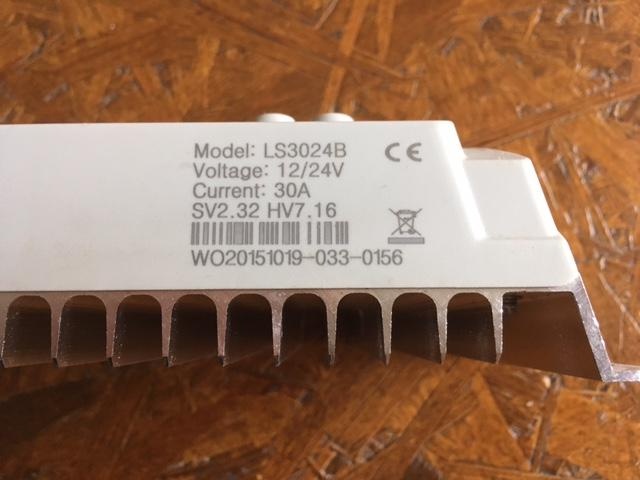 Model: LS3024B
CE
Voltage: 12/24V
Current: 30A
SV2.32 HV7.16
WO20151019-033-0156